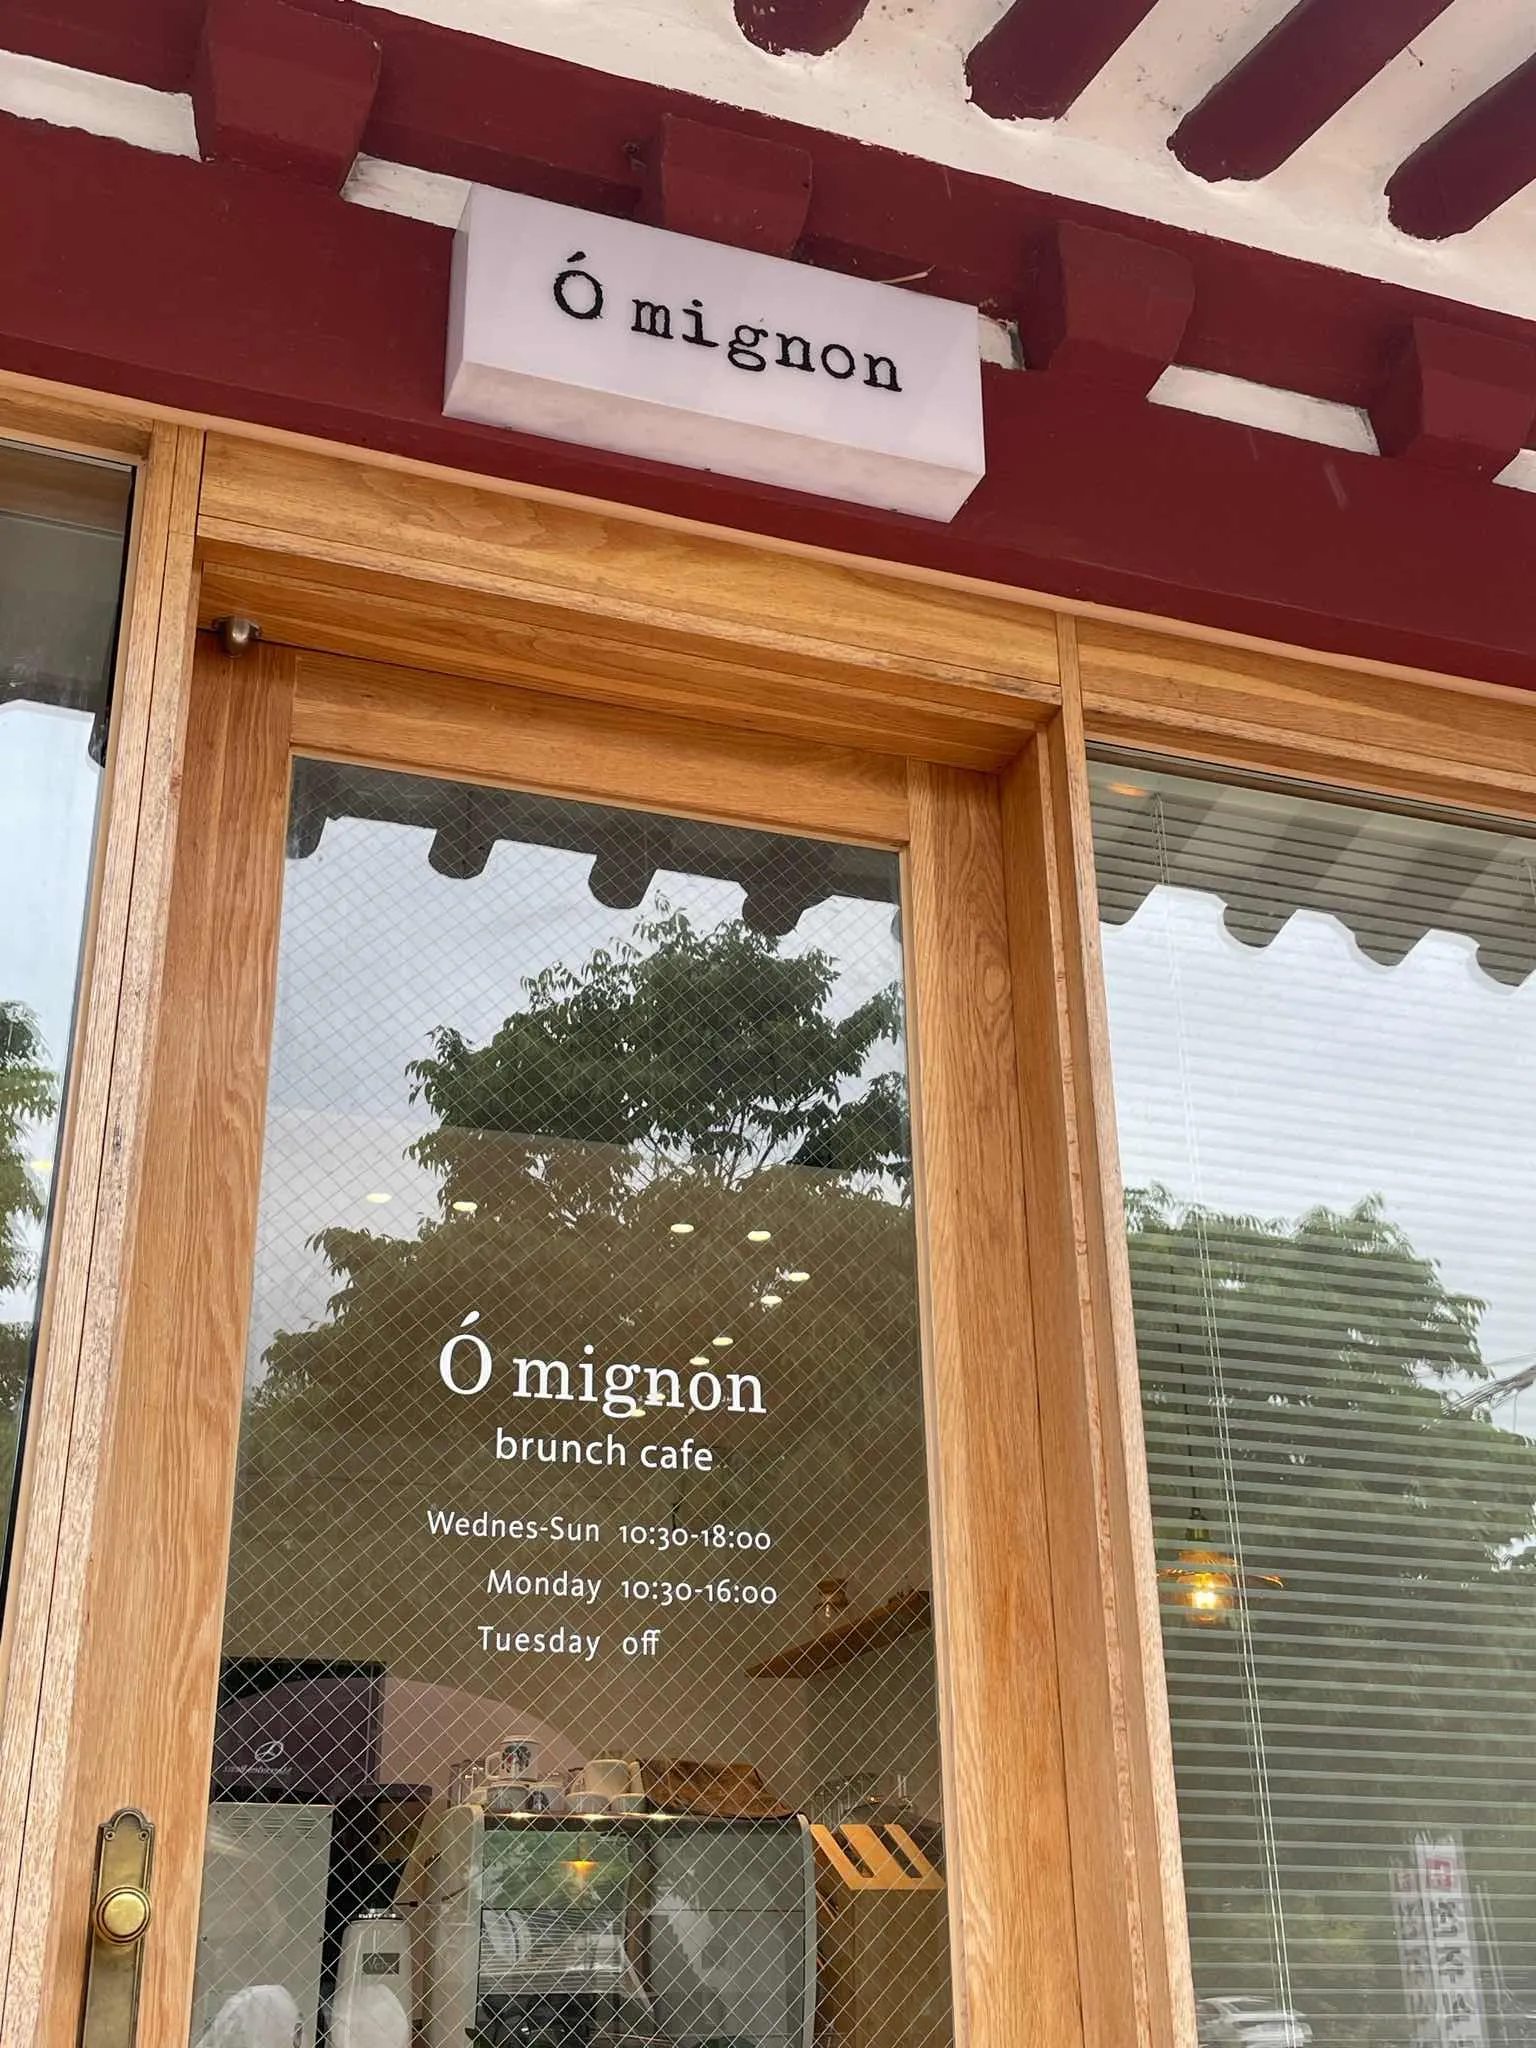 Ó mignon
Ó mignon
brunch cafe
Wednes-Sun 10:30-18:00
Monday 10:30-16:00
Tuesday off